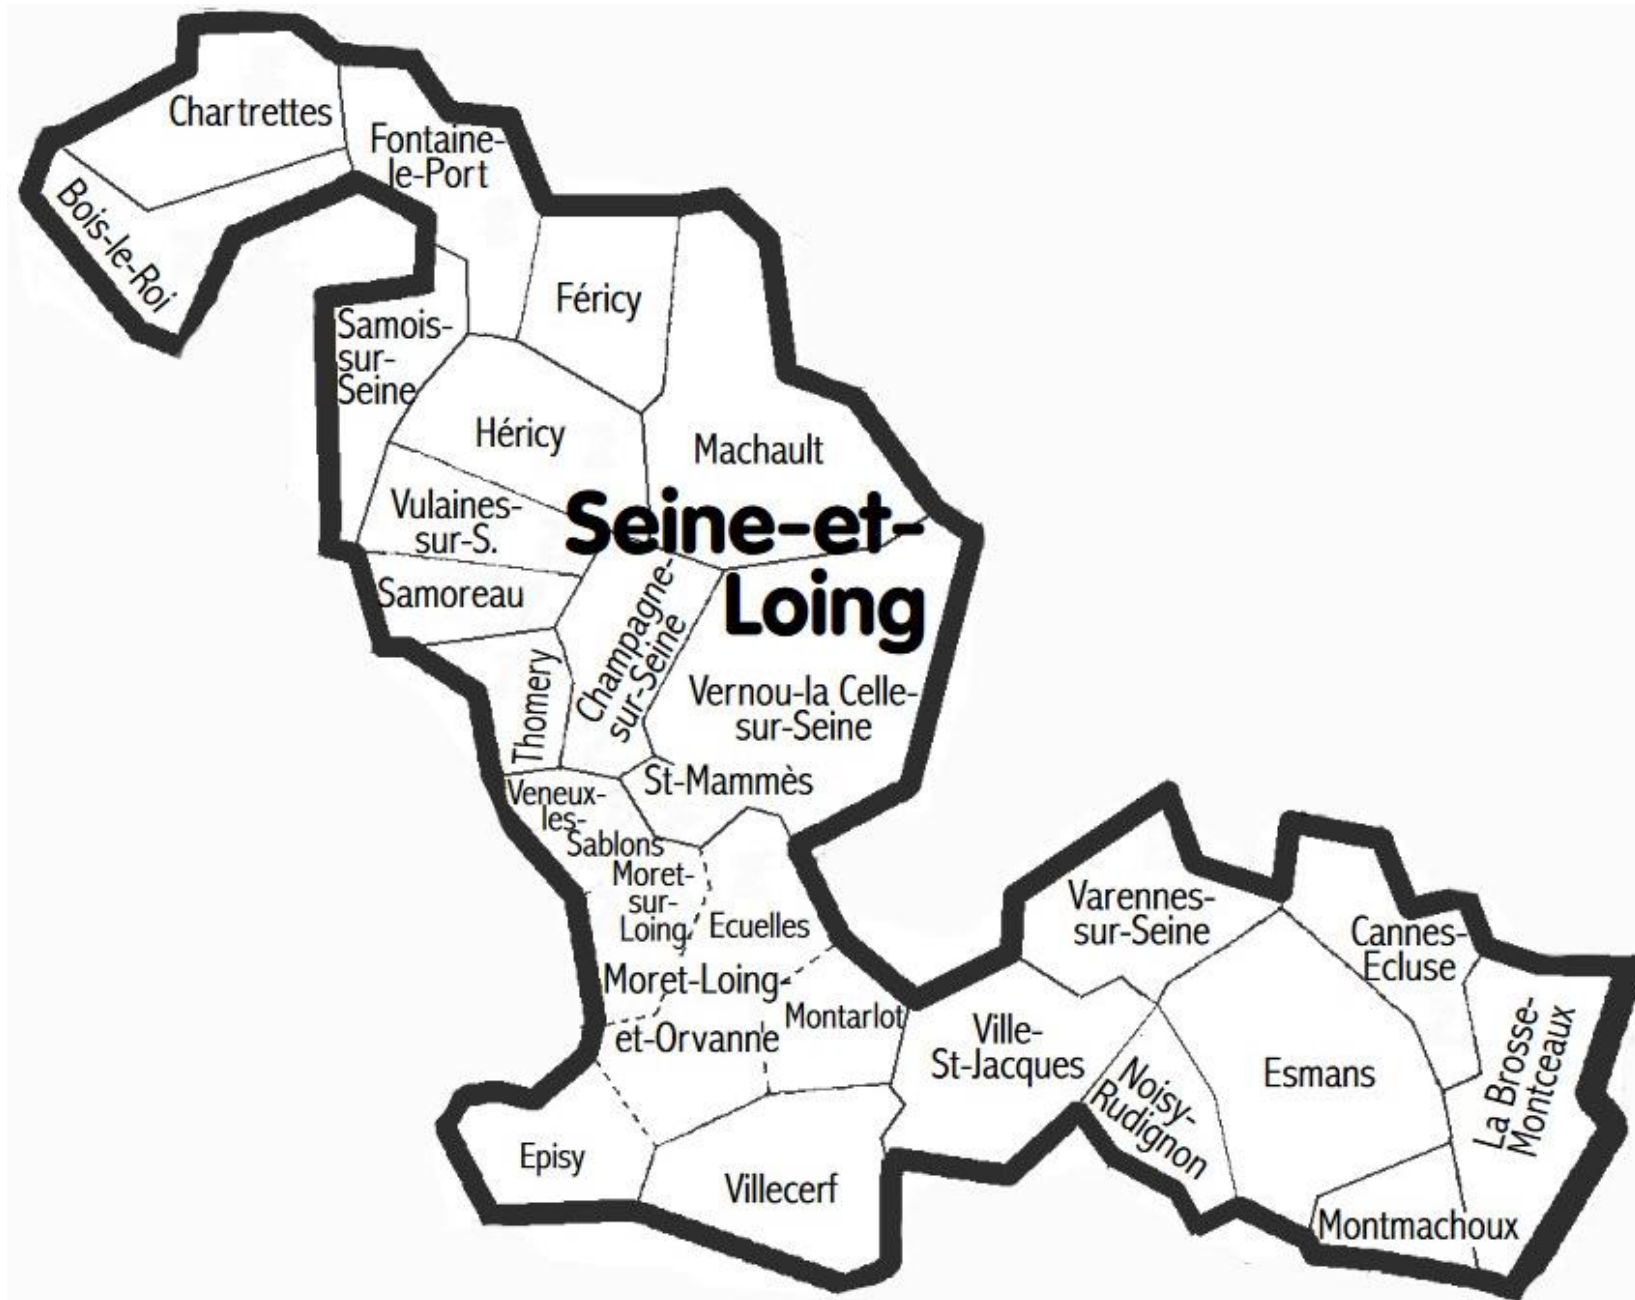 Chartrettes
Fontaine-
le-Port
Bois-le-Roi
Féricy
Samois-
sur-
Seine
Héricy
Machault
Vulaines-
sur-S.
Seine-et-
Loing
Samoreau
Champagne-
sur-Seine
Thomery
Vernou-la Celle-
sur-Seine
St-Mammès
Veneux-
les-
Sablons
Moret-
sur-
Loing
Ecuelles
Moret-Loing-
et-Orvanne
Montarlot
Episy
Villecerf
Ville-
St-Jacques
Varennes-
sur-Seine
Noisy-
Rudignon
Esmans
Cannes-
Ecluse
La Brosse-
Montceaux
Montmachoux